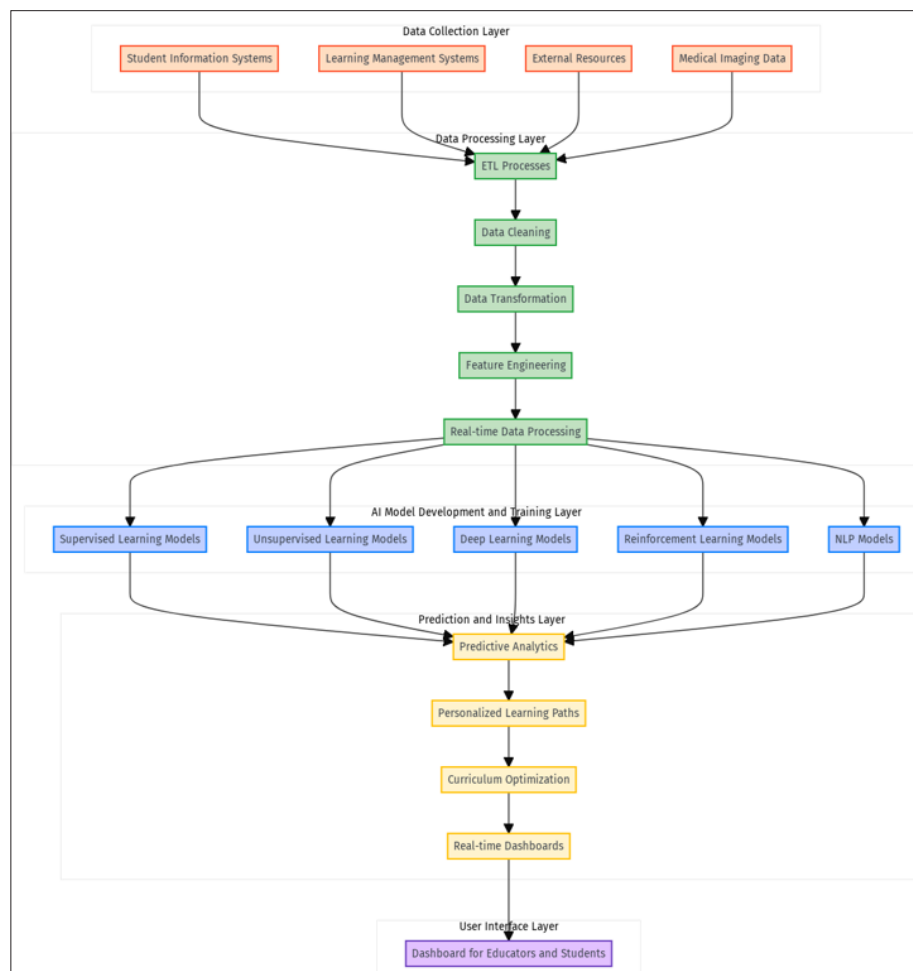 Data Collection Layer
Student Information Systems
Learning Management Systems
External Resources
Medical Imaging Data
Data Processing Layer
ETL Processes
Data Cleaning
Data Transformation
Feature Engineering
Real-time Data Processing
AI Model Development and Training Layer
Supervised Learning Models
Unsupervised Learning Models
Deep Learning Models
Reinforcement Learning Models
NLP Models
Prediction and Insights Layer
Predictive Analytics
Personalized Learning Paths
Curriculum Optimization
Real-time Dashboards
User Interface Layer
Dashboard for Educators and Students